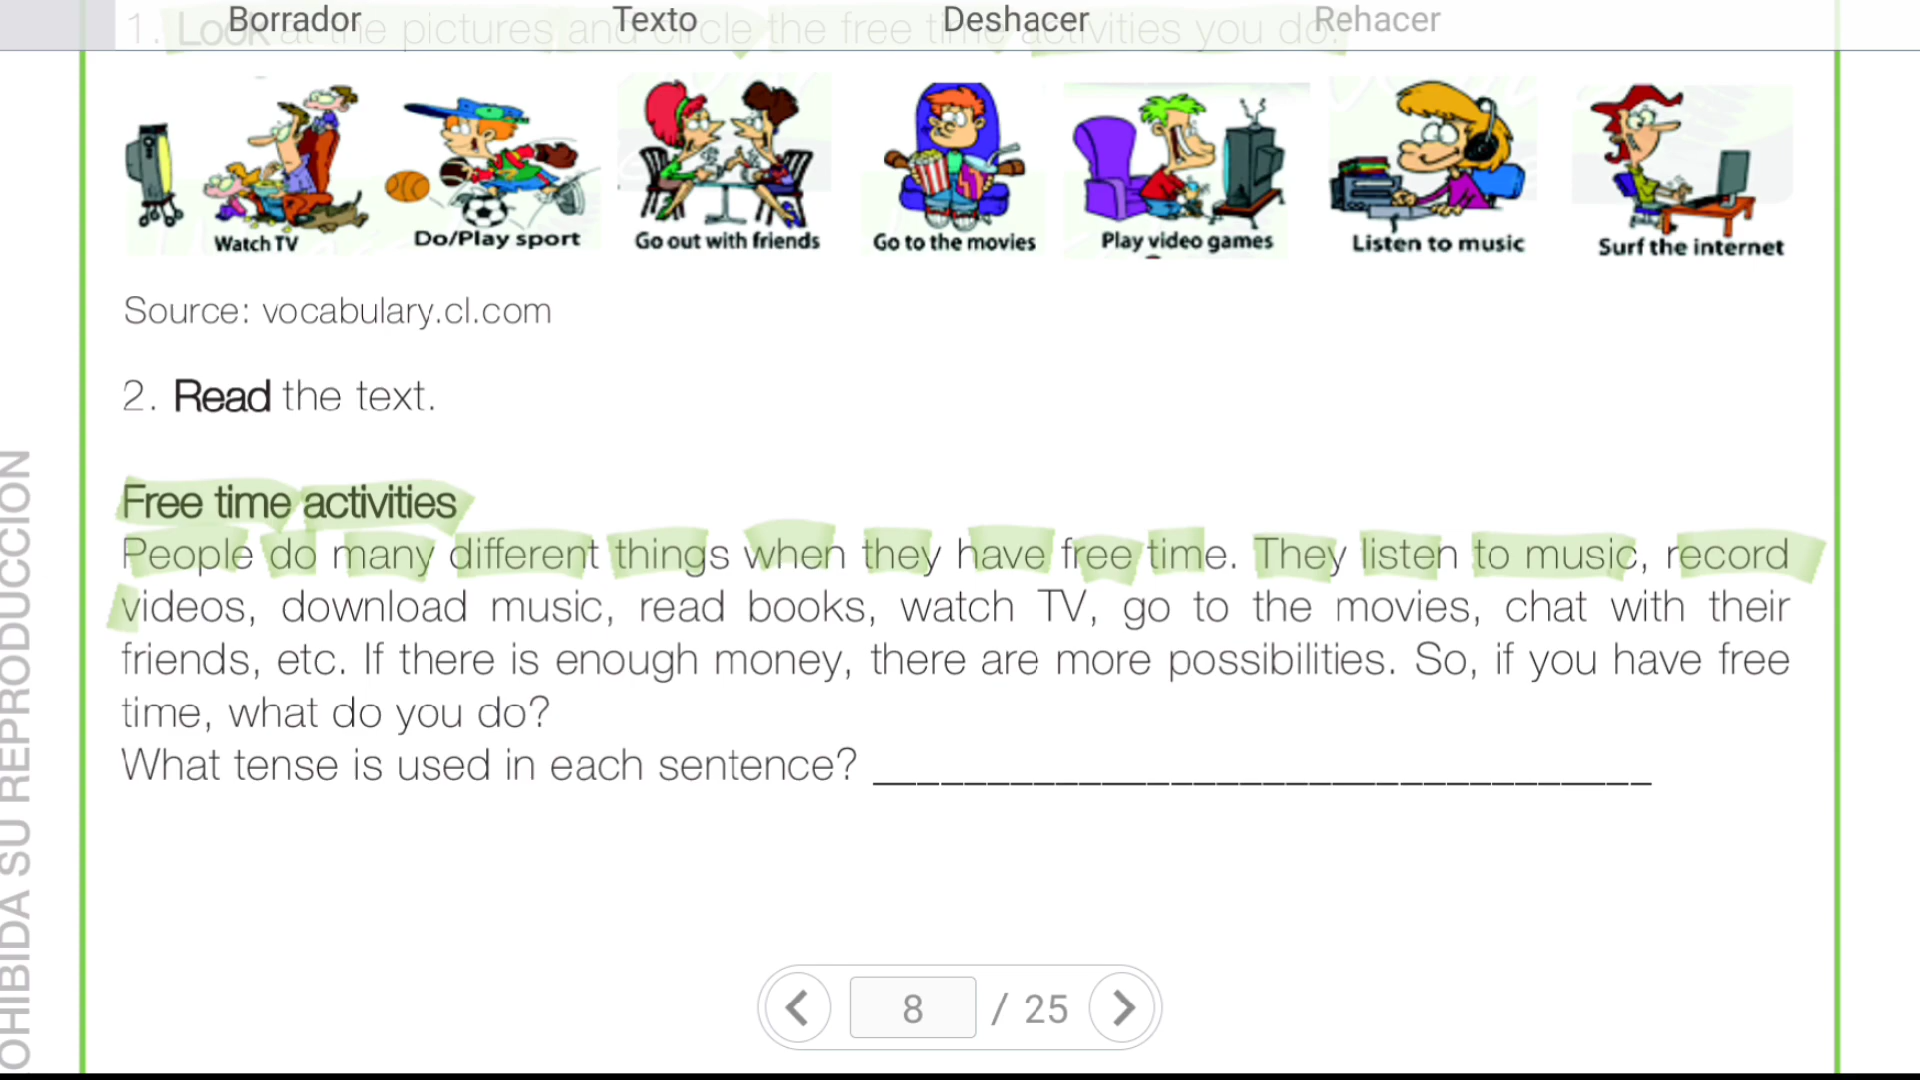 Borrador Texto Deshacer Rehacer
1. Look at the pictures and circle the free time activities you do.
Watch TV
Do/Play sport
Go out with friends
Go to the movies
Play video games
Listen to music
Surf the internet
Source: vocabulary.cl.com
2. Read the text.
Free time activities
People do many different things when they have free time. They listen to music, record
videos, download music, read books, watch TV, go to the movies, chat with their
friends, etc. If there is enough money, there are more possibilities. So, if you have free
time, what do you do?
What tense is used in each sentence? ___________________________________
8 / 25
OHIBIDA SU REPRODUCCION